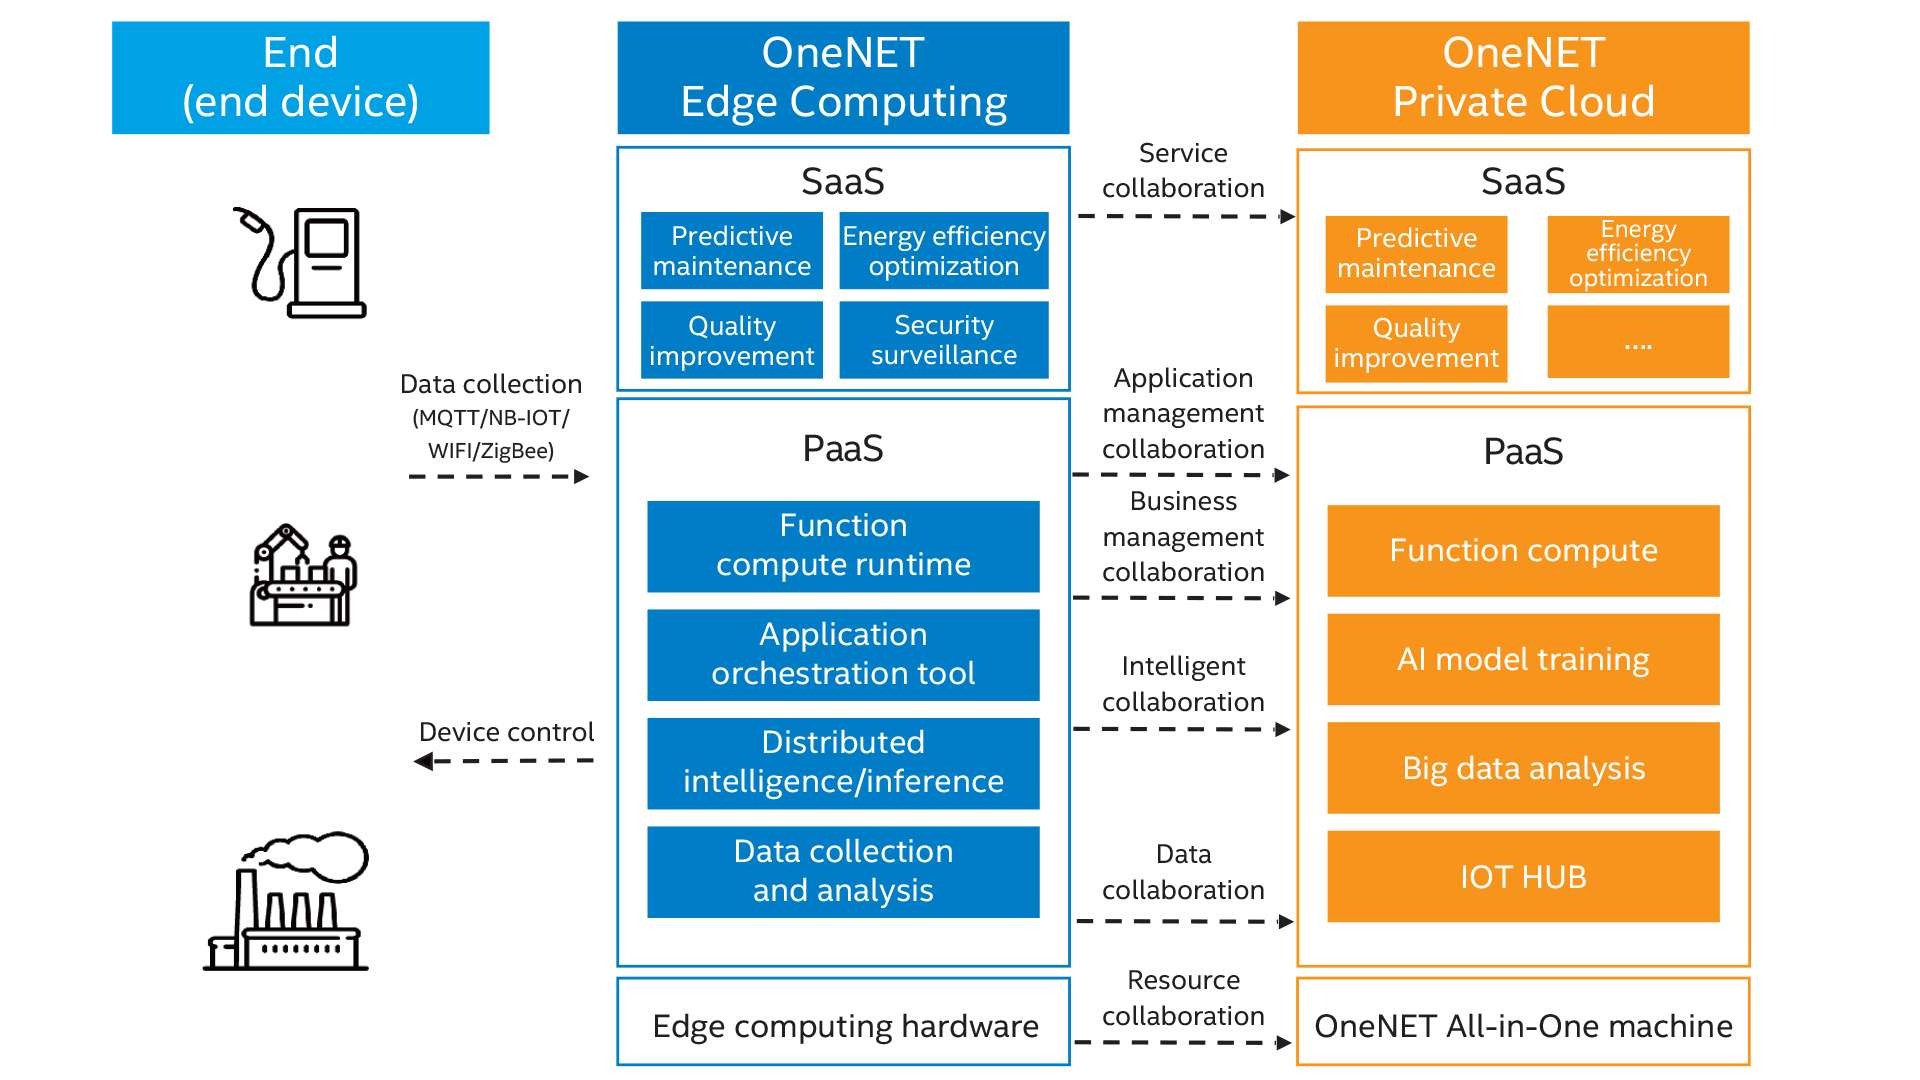 End
(end device)
OneNET
Edge Computing
OneNET
Private Cloud
SaaS
Predictive
maintenance
Energy efficiency
optimization
Quality
improvement
Security
surveillance
Service
collaboration
SaaS
Predictive
maintenance
Energy
efficiency
optimization
Quality
improvement
....
Data collection
(MQTT/NB-IOT/
WIFI/ZigBee)
Device control
PaaS
Function
compute runtime
Application
orchestration tool
Distributed
intelligence/inference
Data collection
and analysis
Application
management
collaboration
Business
management
collaboration
Intelligent
collaboration
Data
collaboration
PaaS
Function compute
AI model training
Big data analysis
IOT HUB
Edge computing hardware
Resource
collaboration
OneNET All-in-One machine